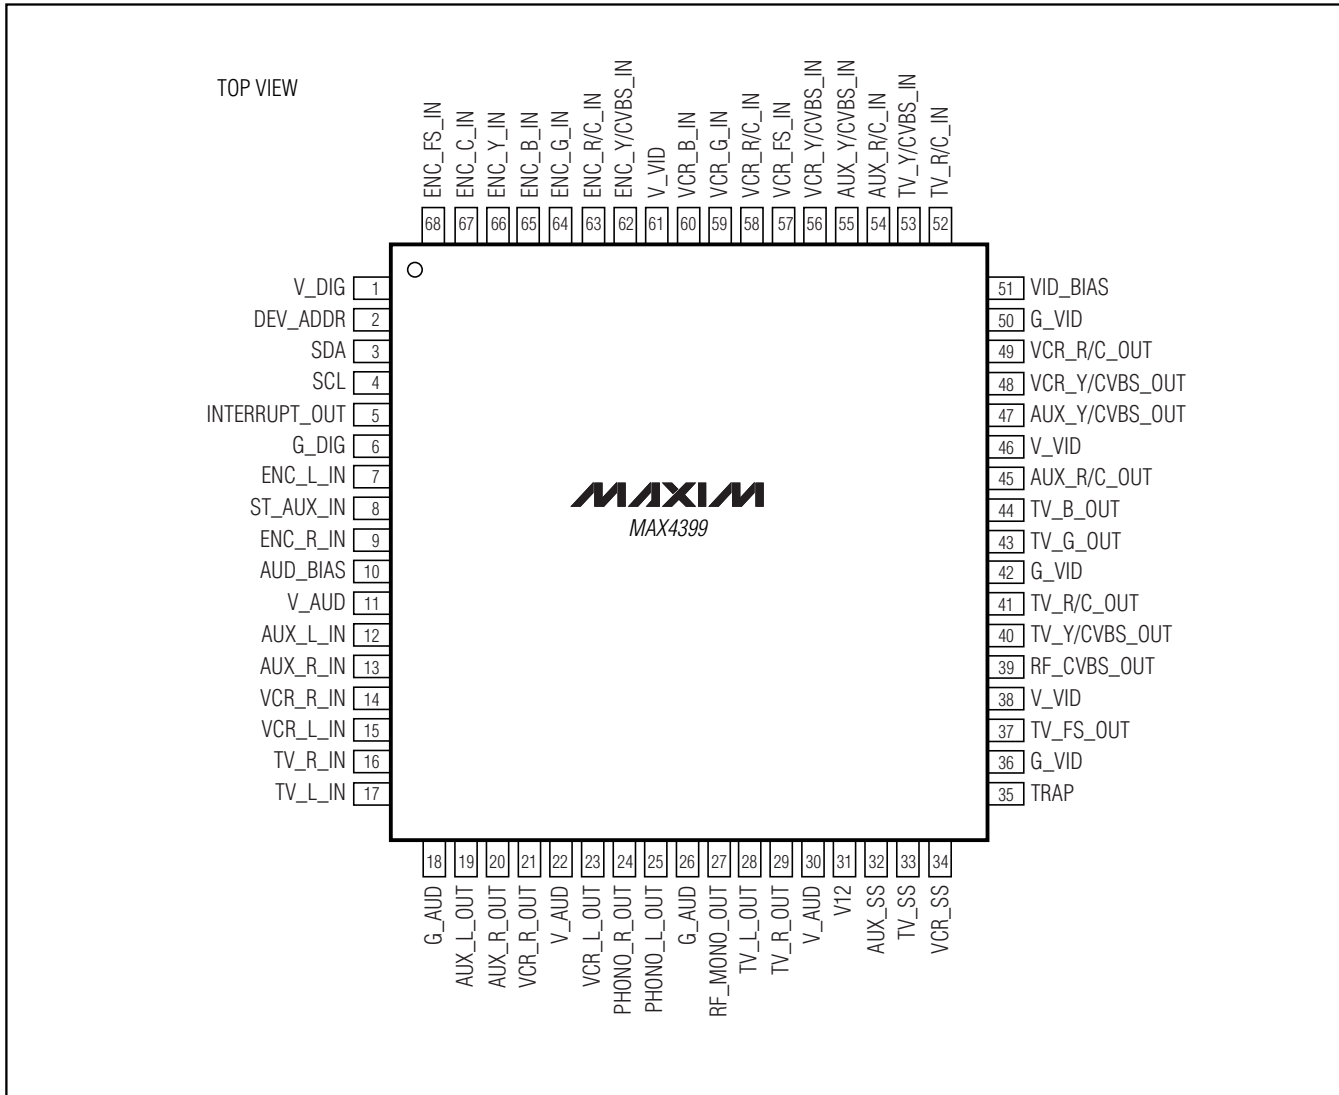 TOP VIEW
68 ENC_FS_IN
67 ENC_C_IN
66 ENC_Y_IN
65 ENC_B_IN
64 ENC_G_IN
63 ENC_R/C_IN
62 ENC_Y/CVBS_IN
61 V_VID
60 VCR_B_IN
59 VCR_G_IN
58 VCR_R/C_IN
57 VCR_FS_IN
56 VCR_Y/CVBS_IN
55 AUX_Y/CVBS_IN
54 AUX_R/C_IN
53 TV_Y/CVBS_IN
52 TV_R/C_IN
V_DIG 1
DEV_ADDR 2
SDA 3
SCL 4
INTERRUPT_OUT 5
G_DIG 6
ENC_L_IN 7
ST_AUX_IN 8
ENC_R_IN 9
AUD_BIAS 10
V_AUD 11
AUX_L_IN 12
AUX_R_IN 13
VCR_R_IN 14
VCR_L_IN 15
TV_R_IN 16
TV_L_IN 17
MAXIM
MAX4399
51 VID_BIAS
50 G_VID
49 VCR_R/C_OUT
48 VCR_Y/CVBS_OUT
47 AUX_Y/CVBS_OUT
46 V_VID
45 AUX_R/C_OUT
44 TV_B_OUT
43 TV_G_OUT
42 G_VID
41 TV_R/C_OUT
40 TV_Y/CVBS_OUT
39 RF_CVBS_OUT
38 V_VID
37 TV_FS_OUT
36 G_VID
35 TRAP
18 G_AUD
19 AUX_L_OUT
20 AUX_R_OUT
21 VCR_R_OUT
22 V_AUD
23 VCR_L_OUT
24 PHONO_R_OUT
25 PHONO_L_OUT
26 G_AUD
27 RF_MONO_OUT
28 TV_L_OUT
29 TV_R_OUT
30 V_AUD
31 V12
32 AUX_SS
33 TV_SS
34 VCR_SS